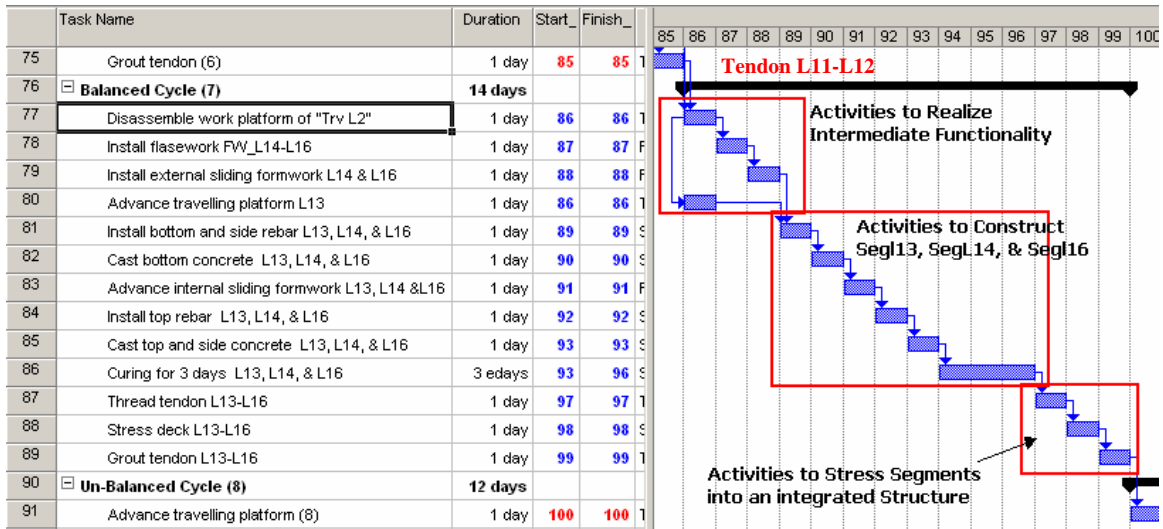 Task Name Duration Start_ Finish_
85 86 87 88 89 90 91 92 93 94 95 96 97 98 99 100
75 Grout tendon (6) 1 day 85 85 T
Tendon L11-L12
76 Balanced Cycle (7) 14 days
77 Disassemble work platform of "Trv L2" 1 day 86 86 T
Activities to Realize
Intermediate Functionality
78 Install flasework FW_L14-L16 1 day 87 87 F
79 Install external sliding formwork L14 & L16 1 day 88 88 F
80 Advance travelling platform L13 1 day 86 86 T
81 Install bottom and side rebar L13, L14, & L16 1 day 89 89 S
Activities to Construct
Segl13, SegL14, & Segl16
82 Cast bottom concrete L13, L14, & L16 1 day 90 90 S
83 Advance internal sliding formwork L13, L14 &L16 1 day 91 91 F
84 Install top rebar L13, L14, & L16 1 day 92 92 S
85 Cast top and side concrete L13, L14, & L16 1 day 93 93 S
86 Curing for 3 days L13, L14, & L16 3 edays 93 96 S
87 Thread tendon L13-L16 1 day 97 97 T
88 Stress deck L13-L16 1 day 98 98 S
89 Grout tendon L13-L16 1 day 99 99 T
Activities to Stress Segments
into an integrated Structure
90 Un-Balanced Cycle (8) 12 days
91 Advance travelling platform (8) 1 day 100 100 T